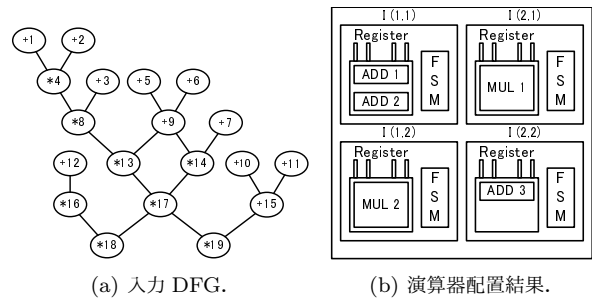 +1 +2
*4 +3 +5 +6
*8 +9 +7
+12 *13 *14 +10 +11
*16 *17 +15
*18 *19
(a) 入力 DFG.
I (1,1) I (2,1)
Register Register
ADD 1 F S M MUL 1 F S M
ADD 2
I (1,2) I (2,2)
Register Register
MUL 2 F S M ADD 3 F S M
(b) 演算器配置結果.